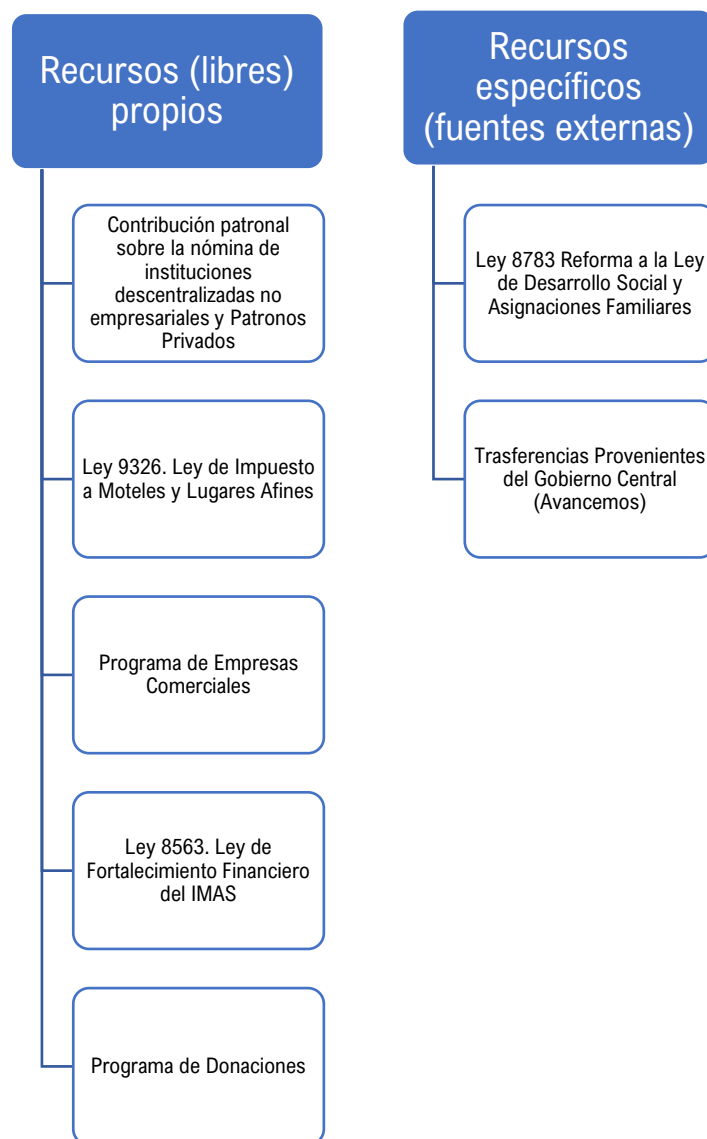 Recursos (libres)
propios
Contribución patronal
sobre la nómina de
instituciones
descentralizadas no
empresariales y Patronos
Privados
Ley 9326. Ley de Impuesto
a Moteles y Lugares Afines
Programa de Empresas
Comerciales
Ley 8563. Ley de
Fortalecimiento Financiero
del IMAS
Programa de Donaciones
Recursos
específicos
(fuentes externas)
Ley 8783 Reforma a la Ley
de Desarrollo Social y
Asignaciones Familiares
Trasferencias Provenientes
del Gobierno Central
(Avancemos)